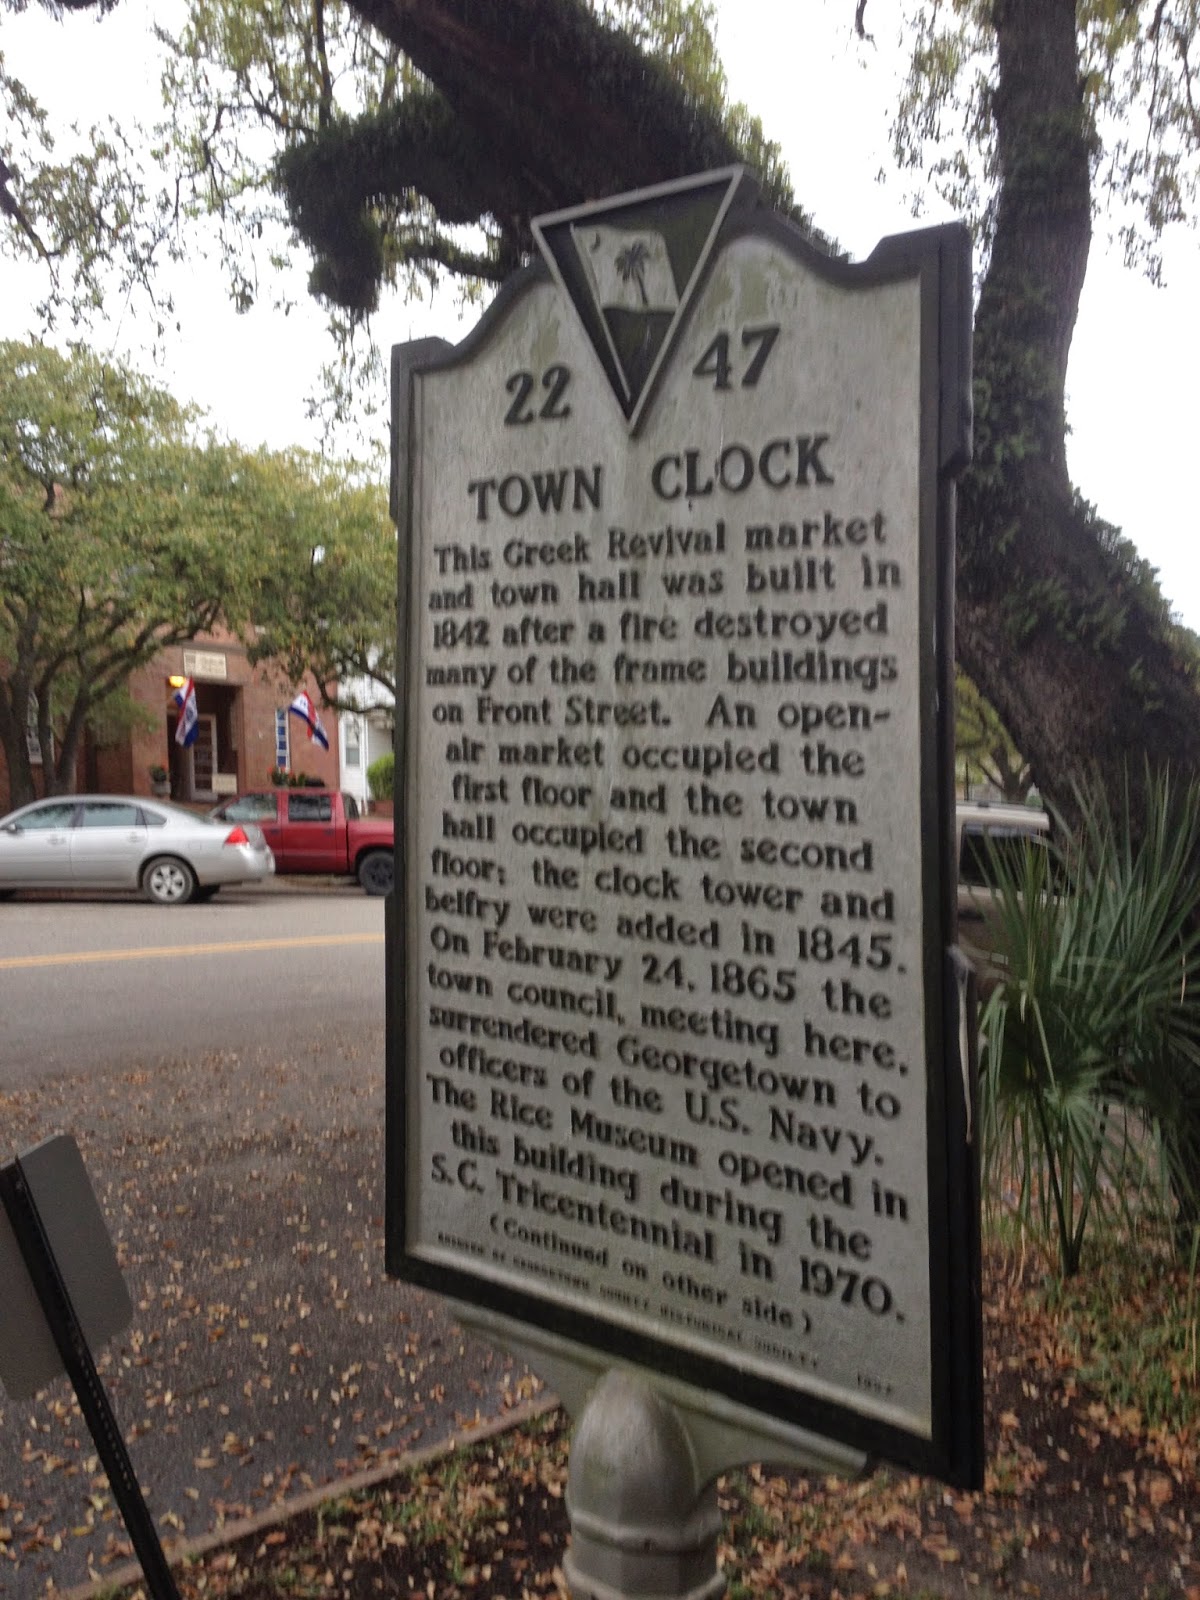 22 47
TOWN CLOCK
This Greek Revival market
and town hall was built in
1842 after a fire destroyed
many of the frame buildings
on Front Street. An open-
air market occupied the
first floor and the town
hall occupied the second
floor; the clock tower and
belfry were added in 1845.
On February 24, 1865 the
town council, meeting here,
surrendered Georgetown to
officers of the U.S. Navy.
The Rice Museum opened in
this building during the
S.C. Tricentennial in 1970.
(Continued on other side)
GEORGETOWN COUNTY HISTORICAL SOCIETY